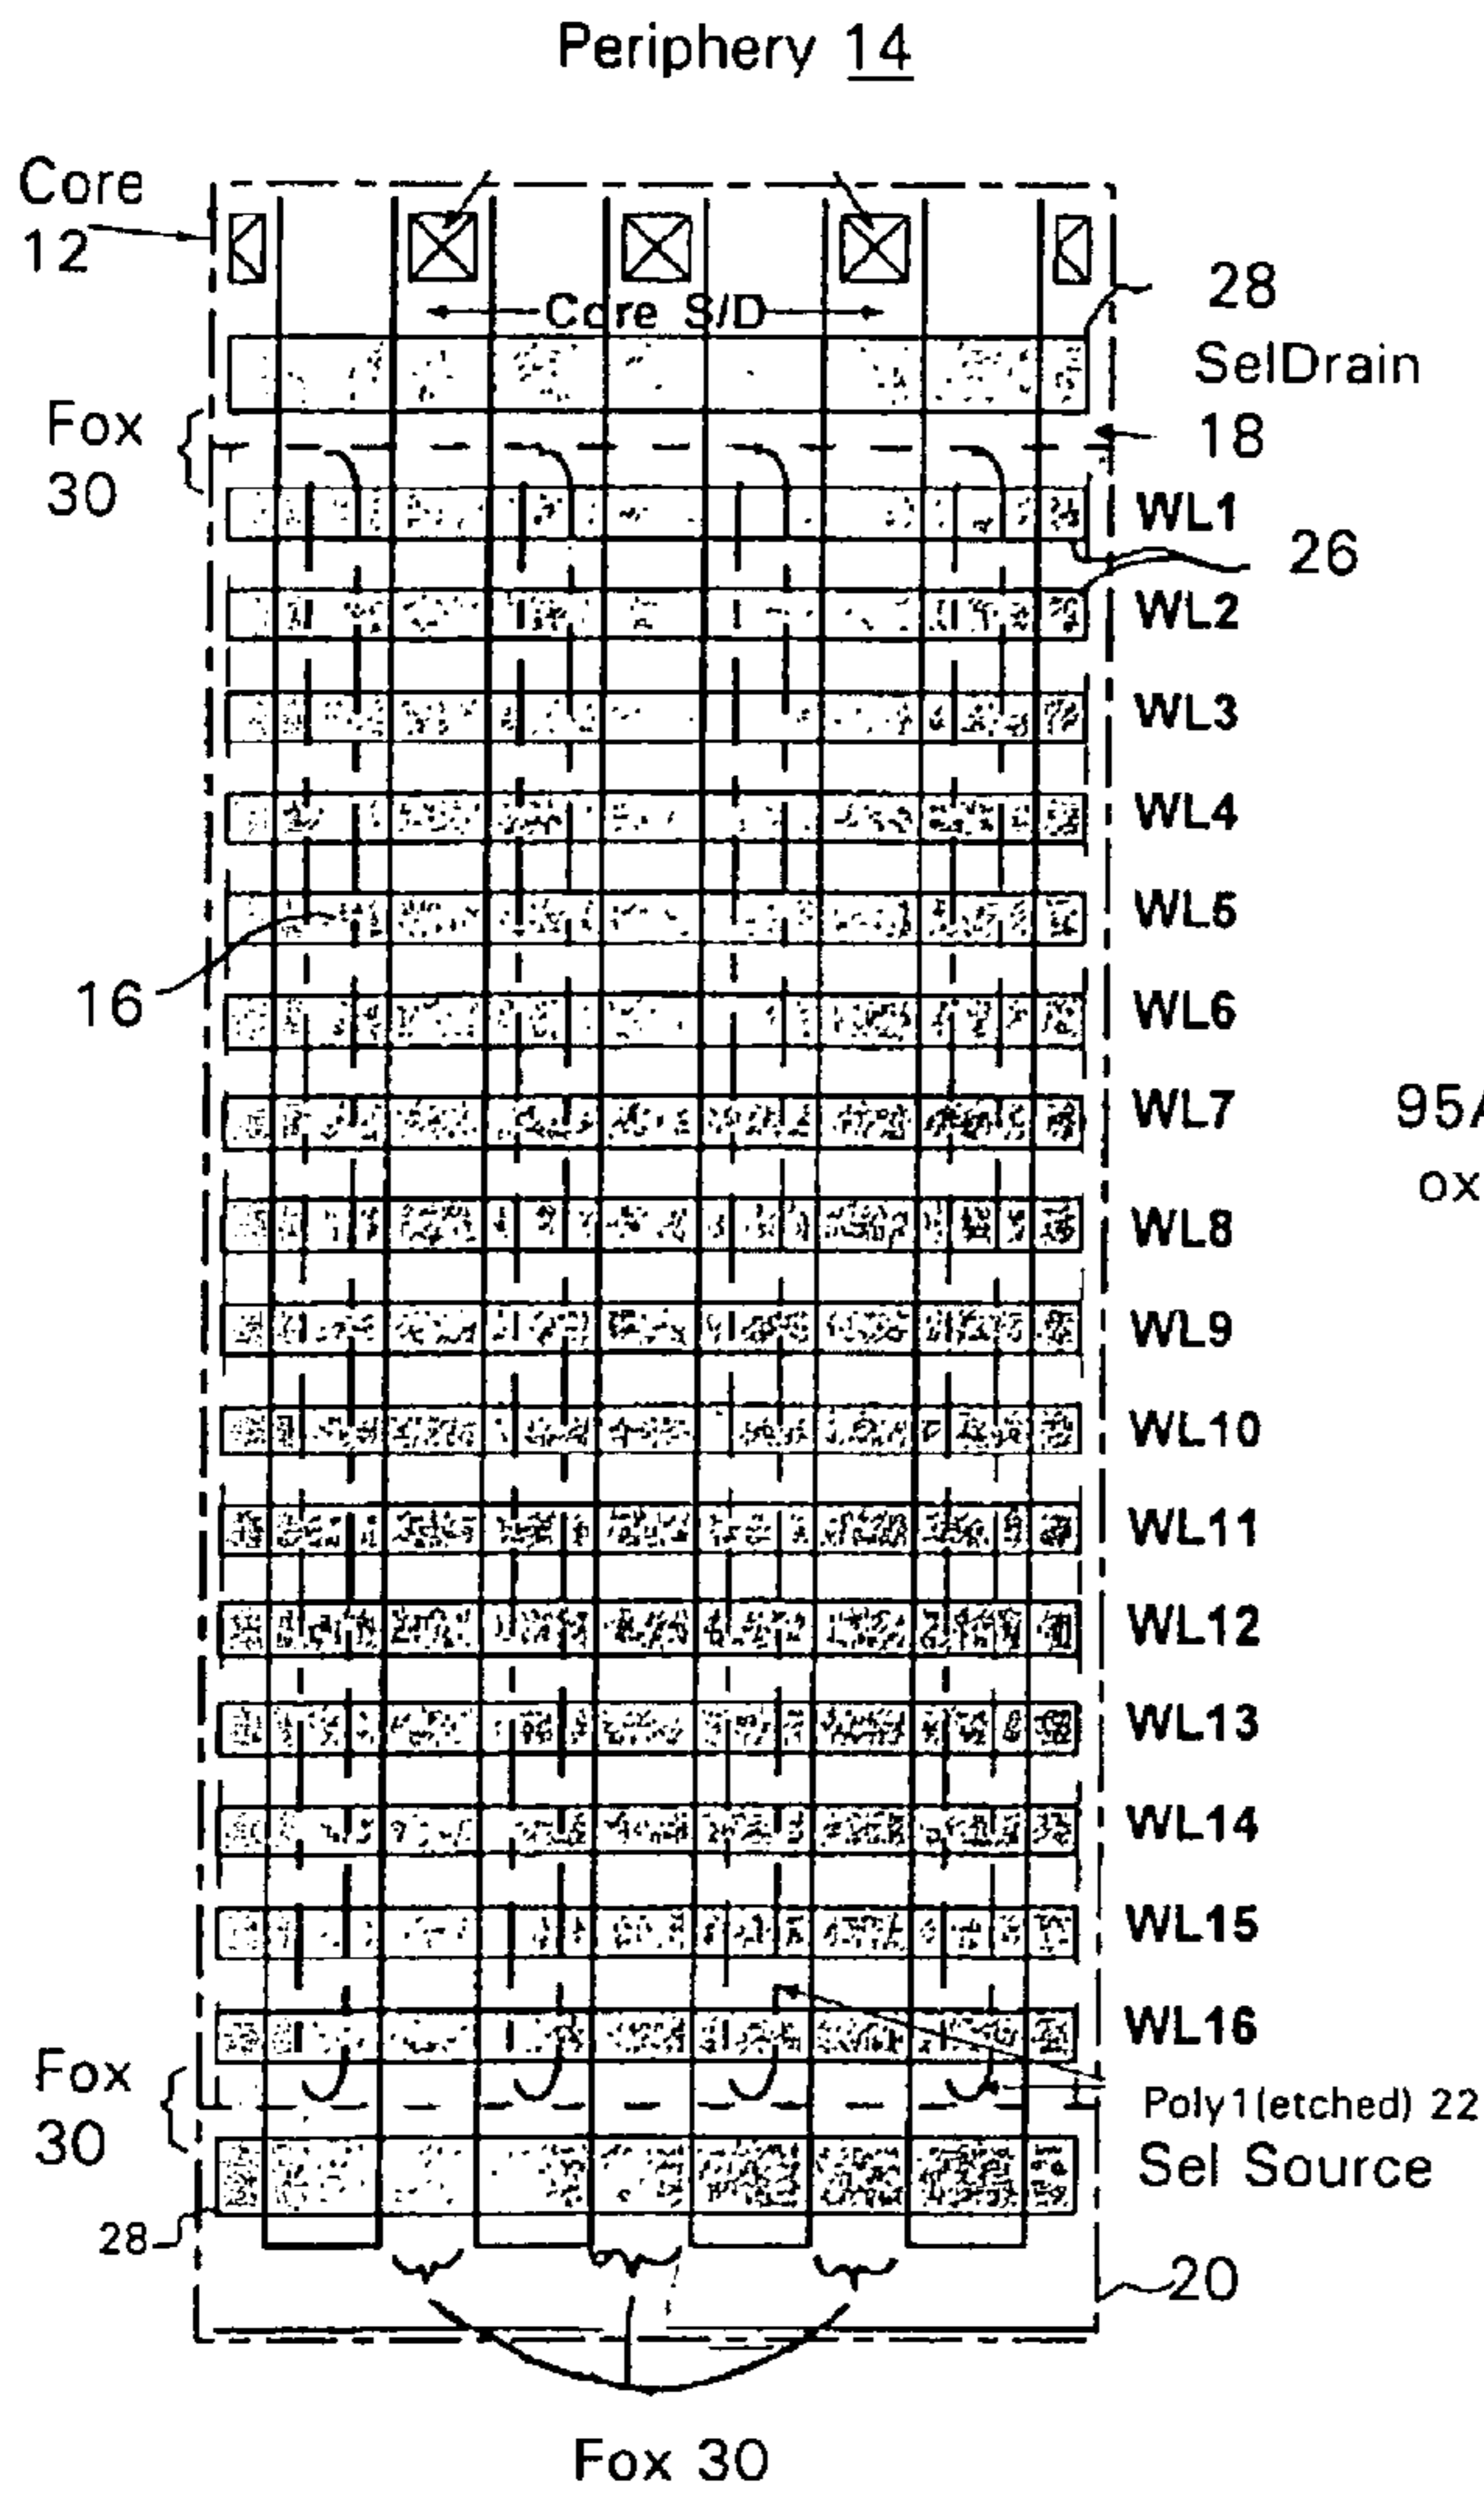 Periphery 14
Core
12
Core S/D
28
SelDrain
18
Fox
30
WL1
26
WL2
WL3
WL4
WL5
16
WL6
WL7
95A
ox
WL8
WL9
WL10
WL11
WL12
WL13
WL14
WL15
WL16
Fox
30
Poly1(etched) 22
Sel Source
28
20
Fox 30